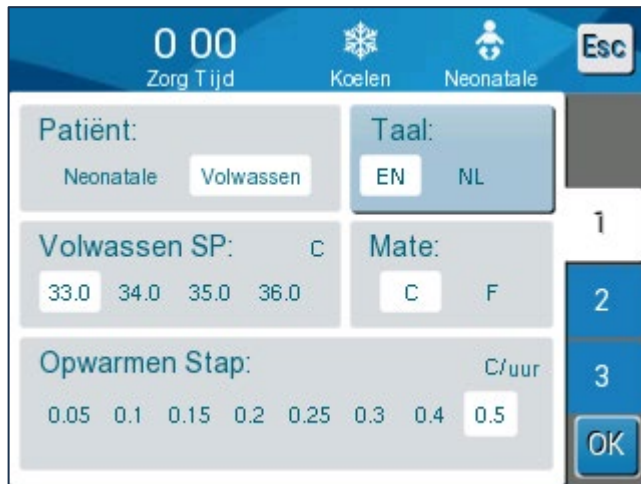 0 00
Zorg Tijd
Koelen
Neonatale
Esc
Patiënt:
Neonatale Volwassen
Taal:
EN NL
Volwassen SP: C
33.0 34.0 35.0 36.0
Mate:
C F
Opwarmen Stap: C/uur
0.05 0.1 0.15 0.2 0.25 0.3 0.4 0.5
1
2
3
OK